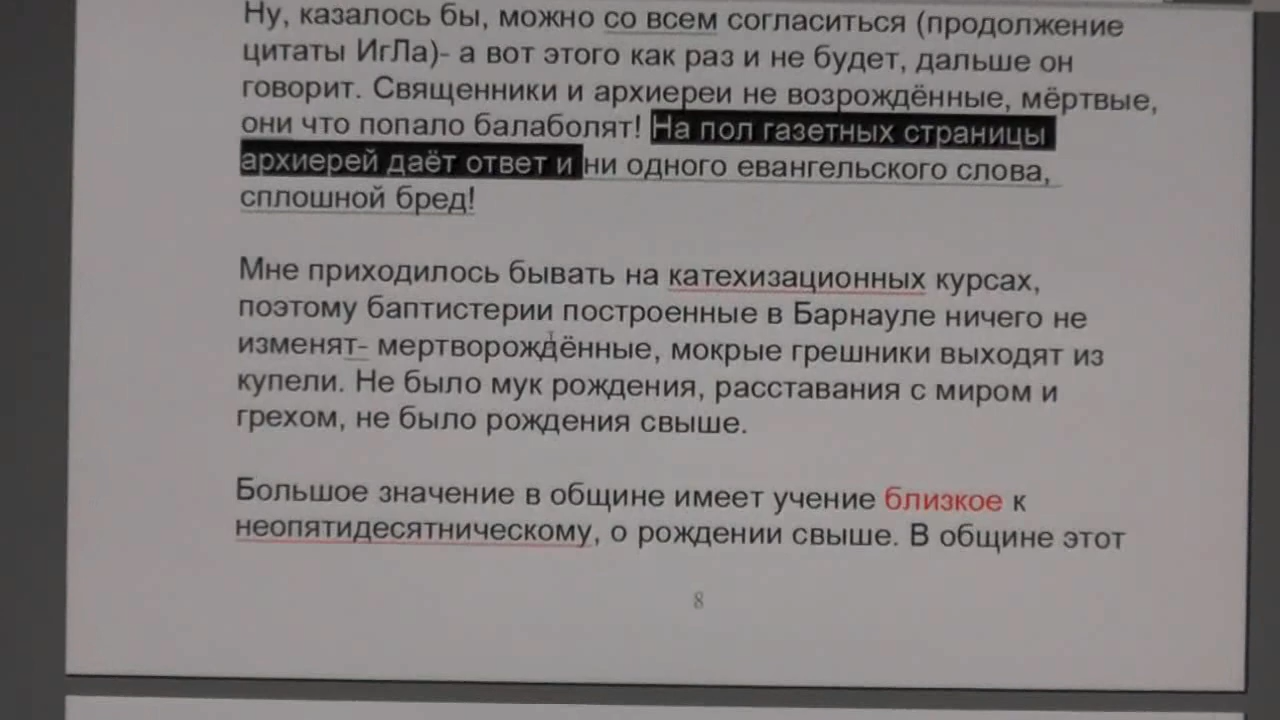 Ну, казалось бы, можно со всем согласиться (продолжение
цитаты ИгЛа)- а вот этого как раз и не будет, дальше он
говорит. Священники и архиереи не возрождённые, мёртвые,
они что попало балаболят! На пол газетных страницы
архиерей даёт ответ и ни одного евангельского слова,
сплошной бред!
Мне приходилось бывать на катехизационных курсах,
поэтому баптистерии построенные в Барнауле ничего не
изменят- мертворождённые, мокрые грешники выходят из
купели. Не было мук рождения, расставания с миром и
грехом, не было рождения свыше.
Большое значение в общине имеет учение близкое к
неопятидесятническому, о рождении свыше. В общине этот
8